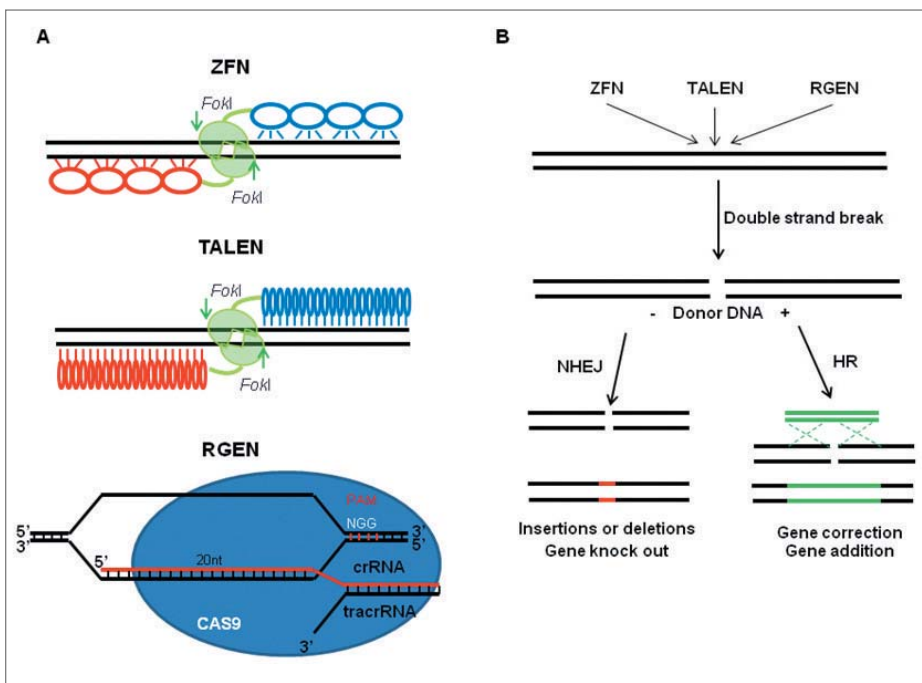 A
ZFN
FokI
FokI
TALEN
FokI
FokI
RGEN
PAM
NGG
5’
3’
3’
5’
5’
20nt
crRNA
tracrRNA
CAS9
3’
B
ZFN TALEN RGEN
Double strand break
- Donor DNA +
NHEJ
HR
Insertions or deletions
Gene knock out
Gene correction
Gene addition